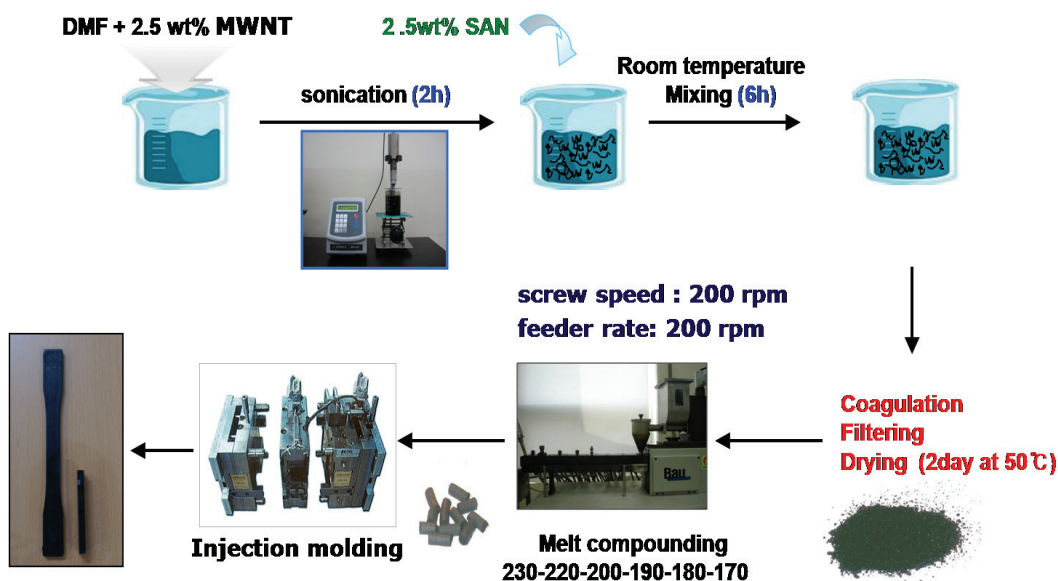 DMF + 2.5 wt% MWNT
2 .5wt% SAN
sonication (2h)
Room temperature
Mixing (6h)
screw speed : 200 rpm
feeder rate: 200 rpm
Coagulation
Filtering
Drying (2day at 50℃)
Bau
Melt compounding
230-220-200-190-180-170
Injection molding